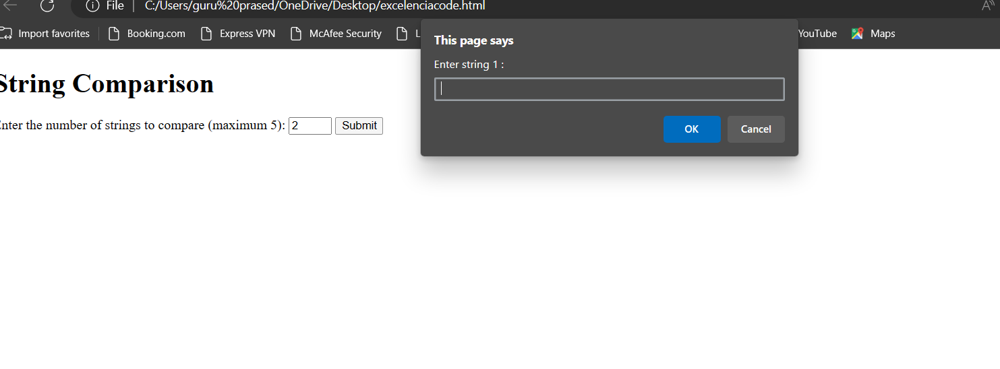 File | C:/Users/guru%20prased/OneDrive/Desktop/excelenciacode.html
Import favorites Booking.com Express VPN McAfee Security YouTube Maps
This page says
Enter string 1 :
OK Cancel
String Comparison
Enter the number of strings to compare (maximum 5): 2 Submit